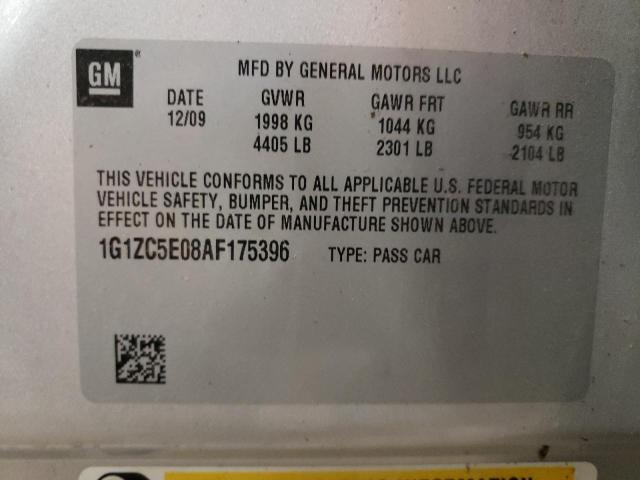 GM
MFD BY GENERAL MOTORS LLC
DATE GVWR GAWR FRT GAWR RR
12/09 1998 KG 1044 KG 954 KG
4405 LB 2301 LB 2104 LB
THIS VEHICLE CONFORMS TO ALL APPLICABLE U.S. FEDERAL MOTOR
VEHICLE SAFETY, BUMPER, AND THEFT PREVENTION STANDARDS IN
EFFECT ON THE DATE OF MANUFACTURE SHOWN ABOVE.
1G1ZC5E08AF175396 TYPE: PASS CAR
INFORMATION